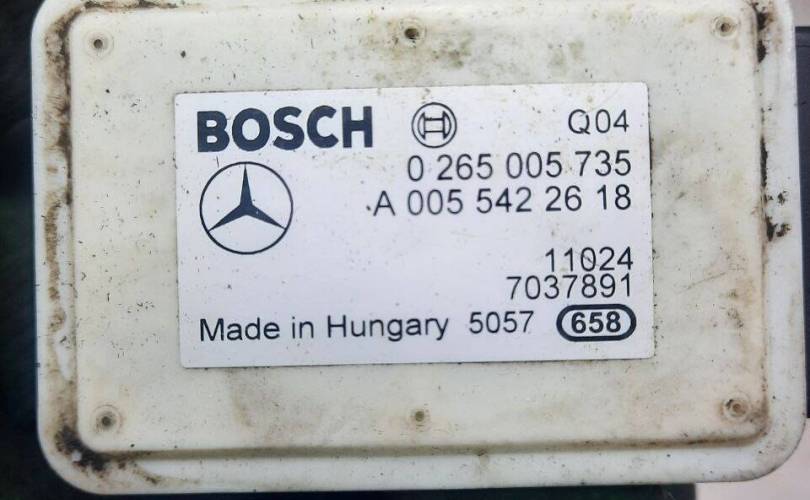 BOSCH Q04
0 265 005 735
A 005 542 26 18
11024
7037891
Made in Hungary 5057 658